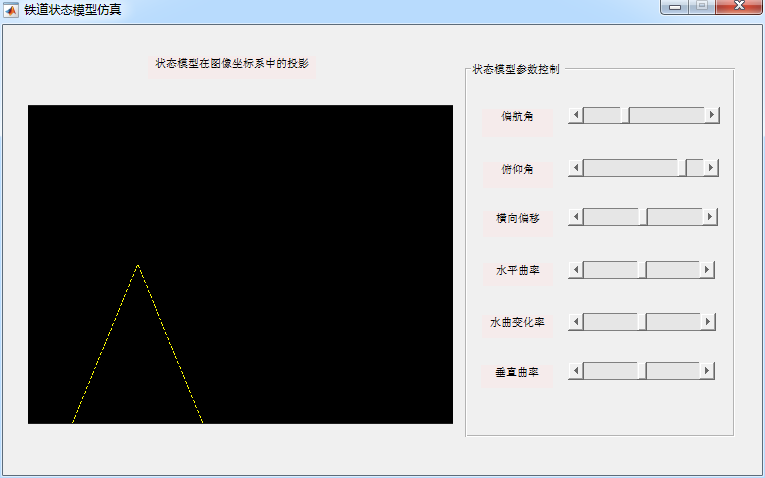 铁道状态模型仿真
状态模型在图像坐标系中的投影
状态模型参数控制
偏航角
俯仰角
横向偏移
水平曲率
水曲变化率
垂直曲率